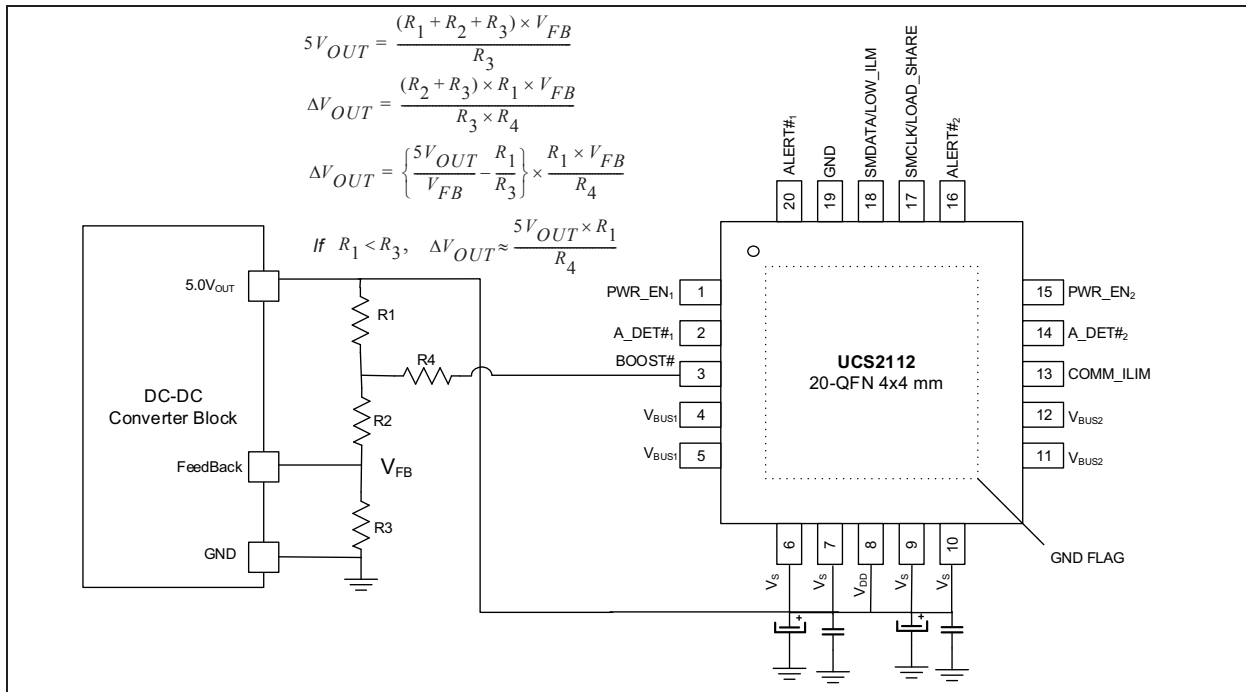 5V_OUT = ((R_1 + R_2 + R_3) × V_FB) / R_3
ΔV_OUT = ((R_2 + R_3) × R_1 × V_FB) / (R_3 × R_4)
ΔV_OUT = {5V_OUT / V_FB − R_1 / R_3} × (R_1 × V_FB) / R_4
If R_1 < R_3, ΔV_OUT ≈ (5V_OUT × R_1) / R_4
DC-DC
Converter Block
5.0V_OUT
FeedBack
GND
R1
R4
R2
V_FB
R3
ALERT#₁
GND
SMDATA/LOW_ILM
SMCLK/LOAD_SHARE
ALERT#₂
20
19
18
17
16
PWR_EN₁
1
A_DET#₁
2
BOOST#
3
V_BUS1
4
V_BUS1
5
UCS2112
20-QFN 4x4 mm
15
PWR_EN₂
14
A_DET#₂
13
COMM_ILIM
12
V_BUS2
11
V_BUS2
6
7
8
9
10
V_S
V_S
V_DD
V_S
V_S
GND FLAG
+
+